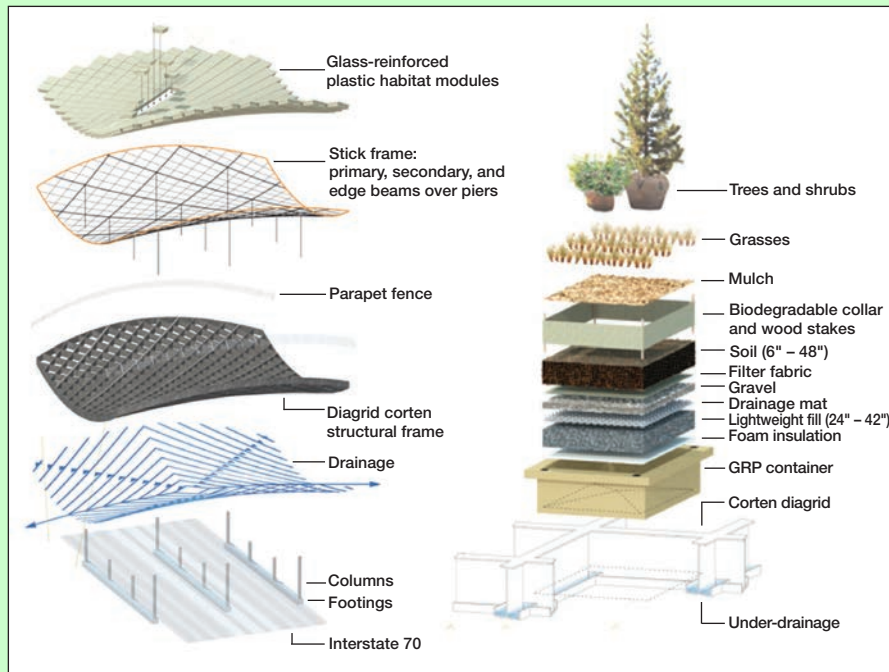 Glass-reinforced
plastic habitat modules
Stick frame:
primary, secondary, and
edge beams over piers
Parapet fence
Diagrid corten
structural frame
Drainage
Columns
Footings
Interstate 70
Trees and shrubs
Grasses
Mulch
Biodegradable collar
and wood stakes
Soil (6" – 48")
Filter fabric
Gravel
Drainage mat
Lightweight fill (24" – 42")
Foam insulation
GRP container
Corten diagrid
Under-drainage